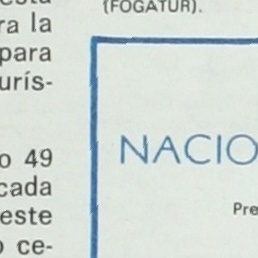 esta
ra la
para
urís-
o 49
cada
este
o ce-
(FOGATUR).
NACIO
Pre